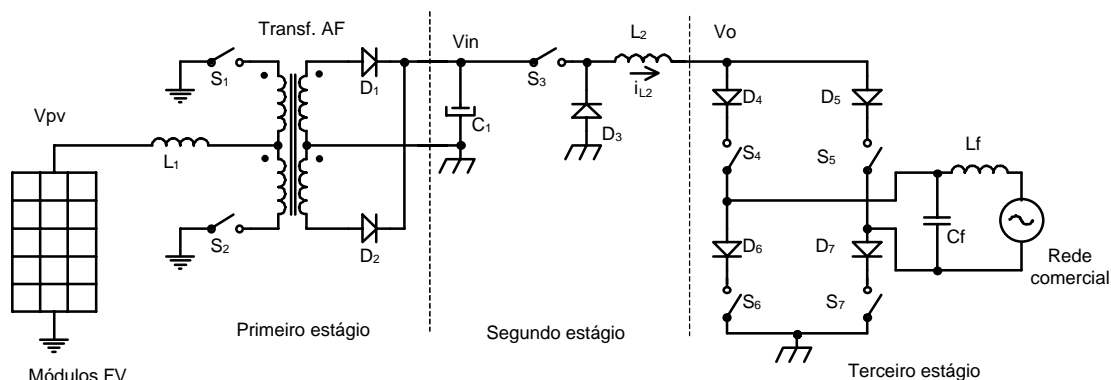 Transf. AF
Vin
L2
Vo
S1
D1
S3
iL2
D4
D5
Vpv
C1
D3
L1
S4
S5
Lf
S2
D2
D6
D7
Cf
Rede
comercial
S6
S7
Primeiro estágio
Segundo estágio
Terceiro estágio
Módulos FV